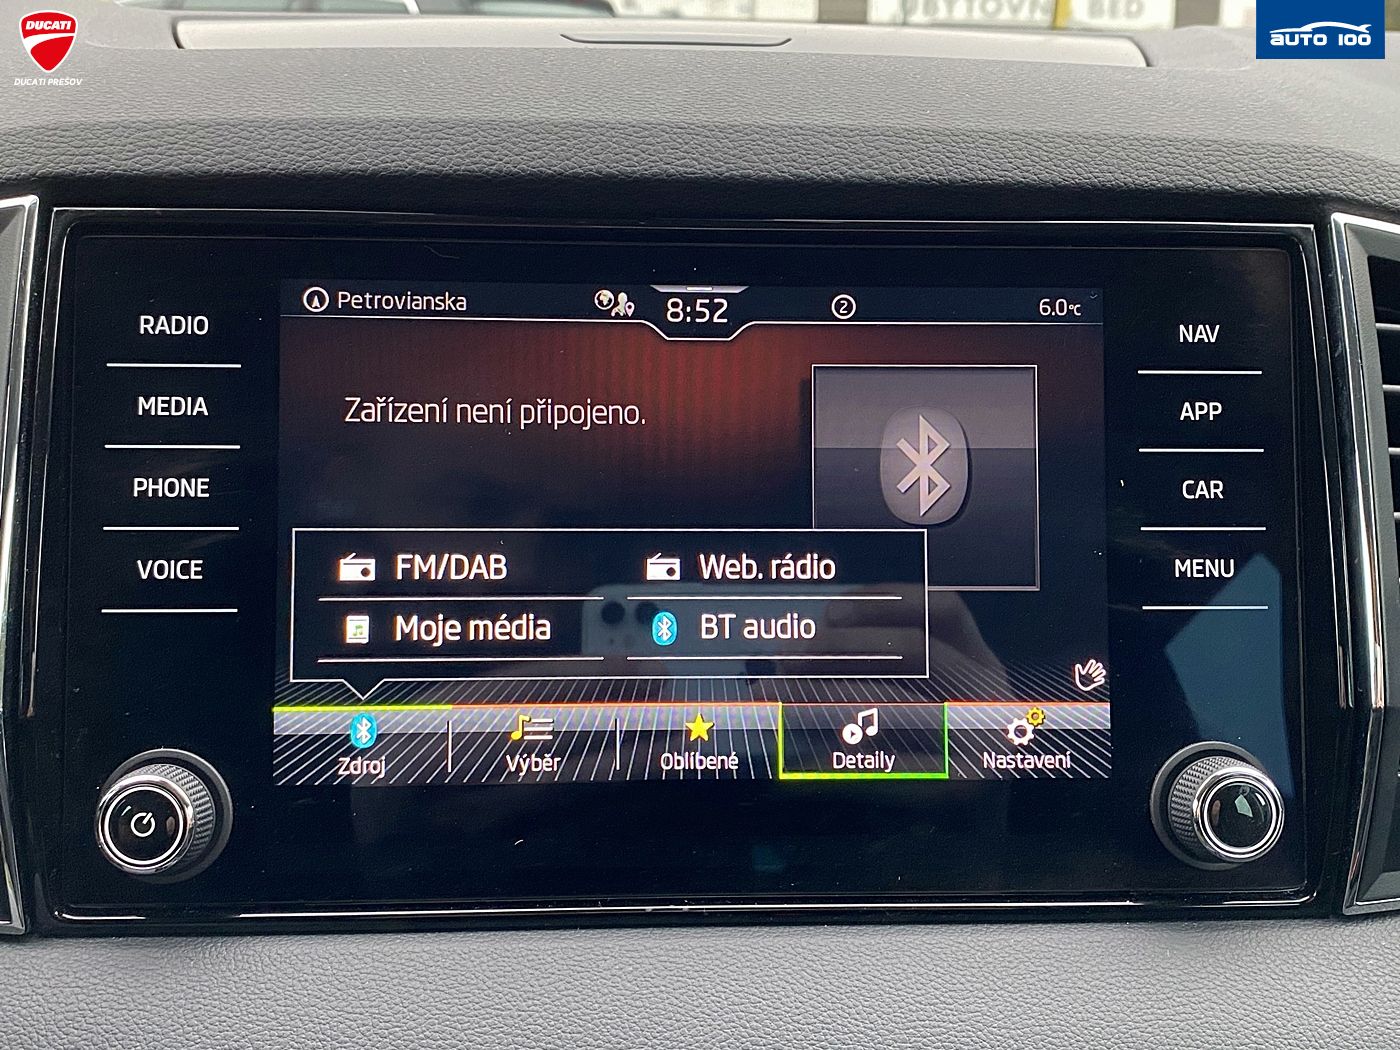 DUCATI
DUCATI PREŠOV
AUTO 100
UBYTOVN
RADIO
MEDIA
PHONE
VOICE
Petrovianska
8:52
2
6.0°C
Zařízení není připojeno.
FM/DAB
Web. rádio
Moje média
BT audio
Zdroj
Výběr
Oblíbené
Detaily
Nastavení
NAV
APP
CAR
MENU